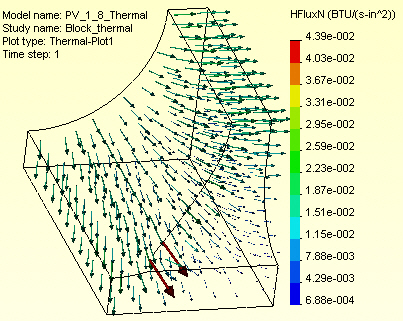 Model name: PV_1_8_Thermal
Study name: Block_thermal
Plot type: Thermal-Plot1
Time step: 1
HFluxN (BTU/(s-in^2))
4.39e-002
4.03e-002
3.67e-002
3.31e-002
2.95e-002
2.59e-002
2.23e-002
1.87e-002
1.51e-002
1.15e-002
7.88e-003
4.29e-003
6.88e-004